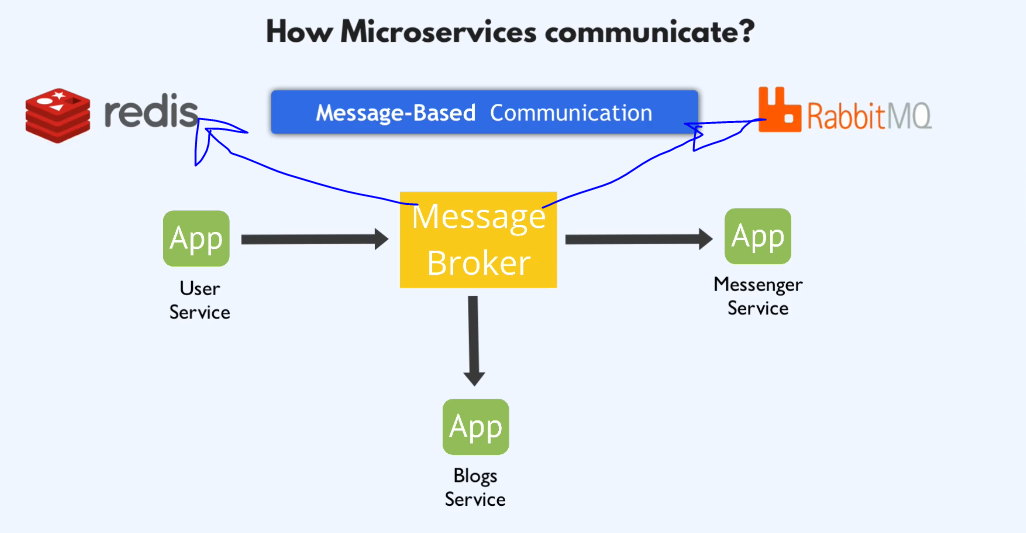 How Microservices communicate?
redis
Message-Based Communication
RabbitMQ
Message
Broker
App
User
Service
App
Messenger
Service
App
Blogs
Service